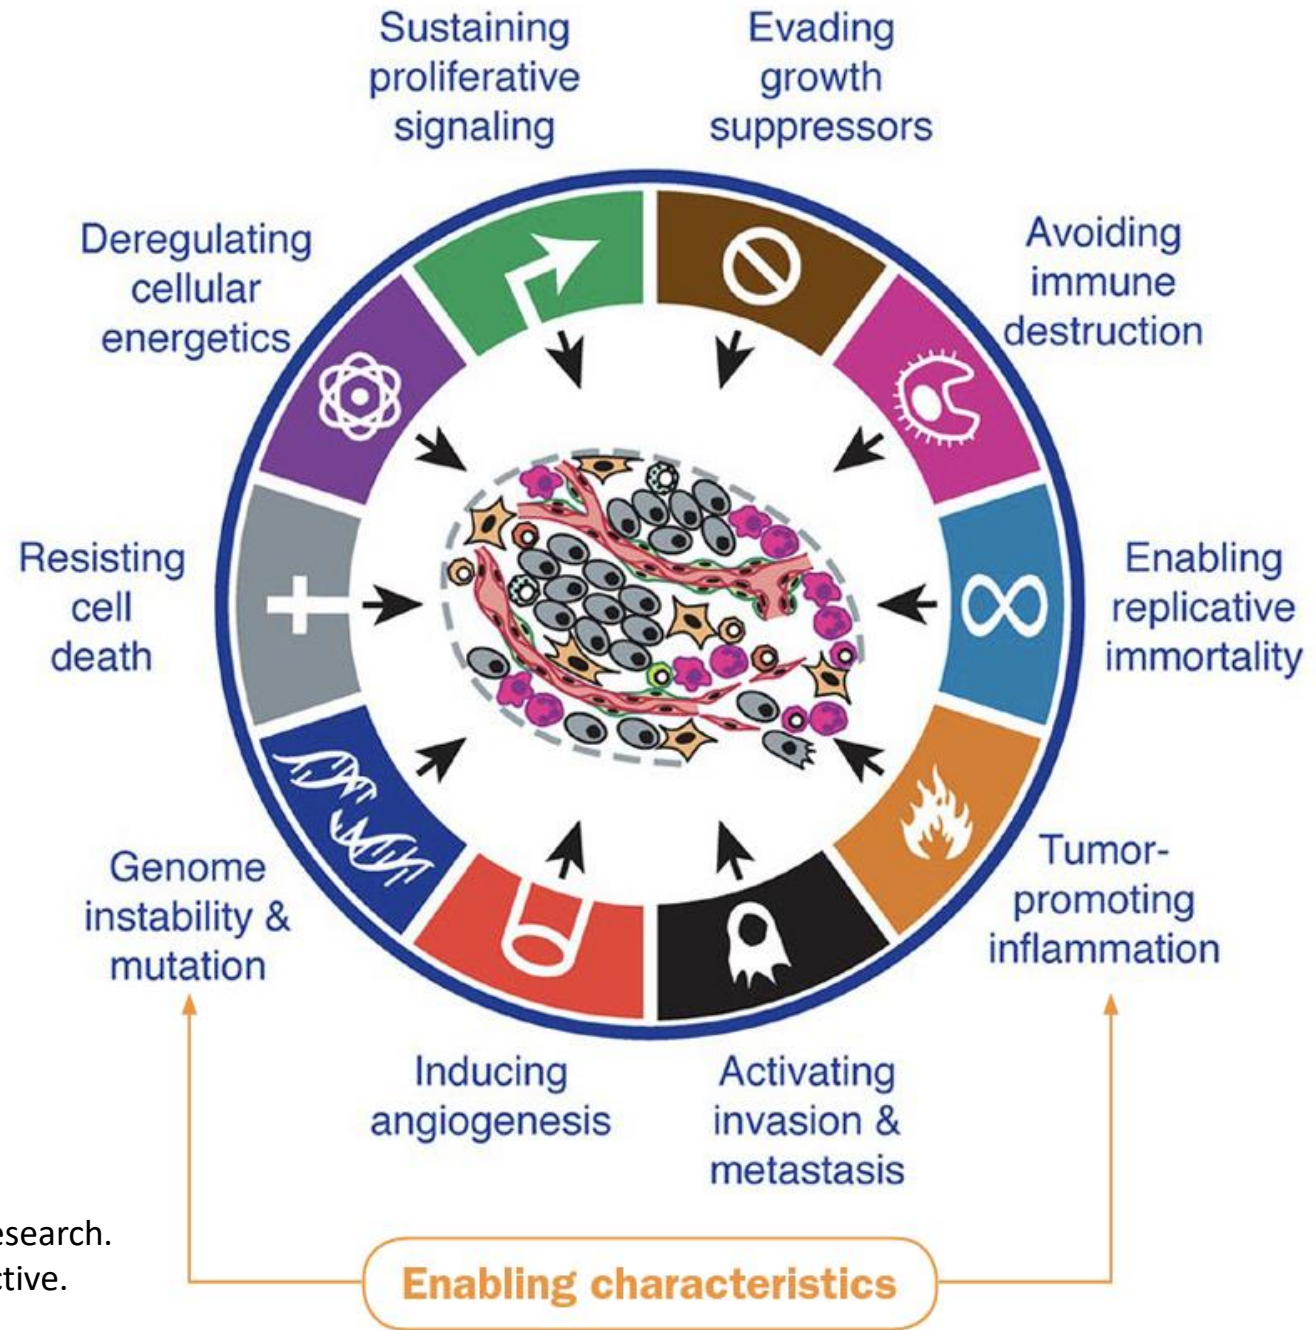 Sustaining
proliferative
signaling
Evading
growth
suppressors
Deregulating
cellular
energetics
Avoiding
immune
destruction
Resisting
cell
death
Enabling
replicative
immortality
Genome
instability &
mutation
Tumor-
promoting
inflammation
Inducing
angiogenesis
Activating
invasion &
metastasis
esearch.
ctive.
Enabling characteristics